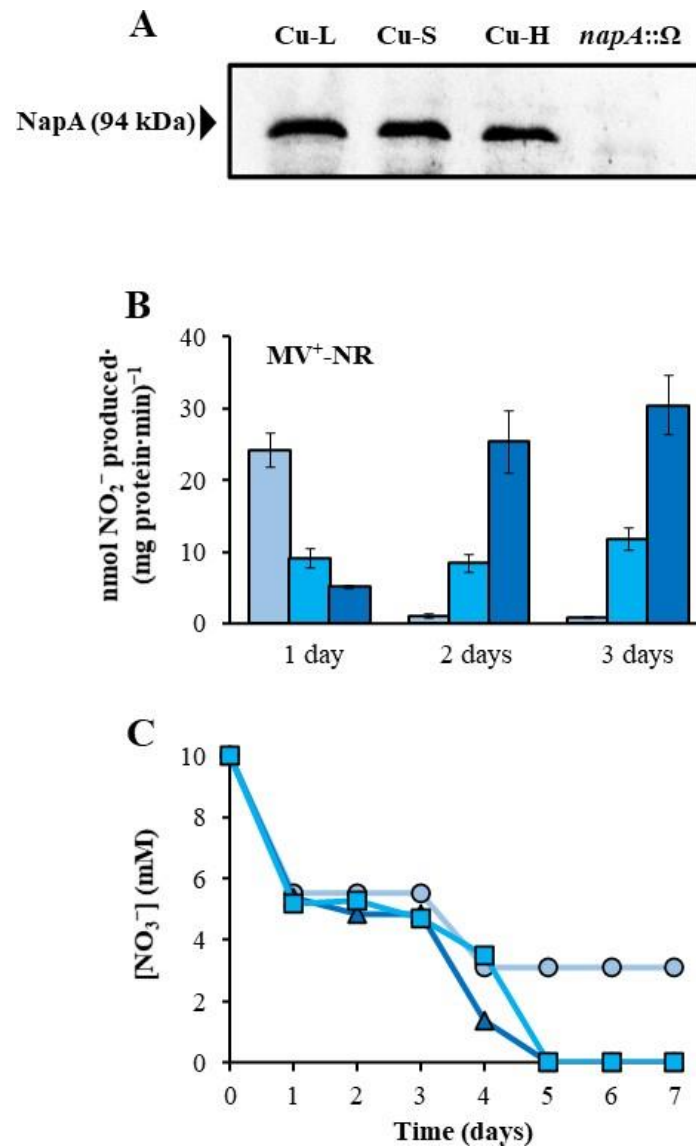 A
Cu-L Cu-S Cu-H napA::Ω
NapA (94 kDa)
B
MV⁺-NR
nmol NO₂⁻ produced·
(mg protein·min)⁻¹
40
30
20
10
0
1 day 2 days 3 days
C
[NO₃⁻] (mM)
10
8
6
4
2
0
0 1 2 3 4 5 6 7
Time (days)